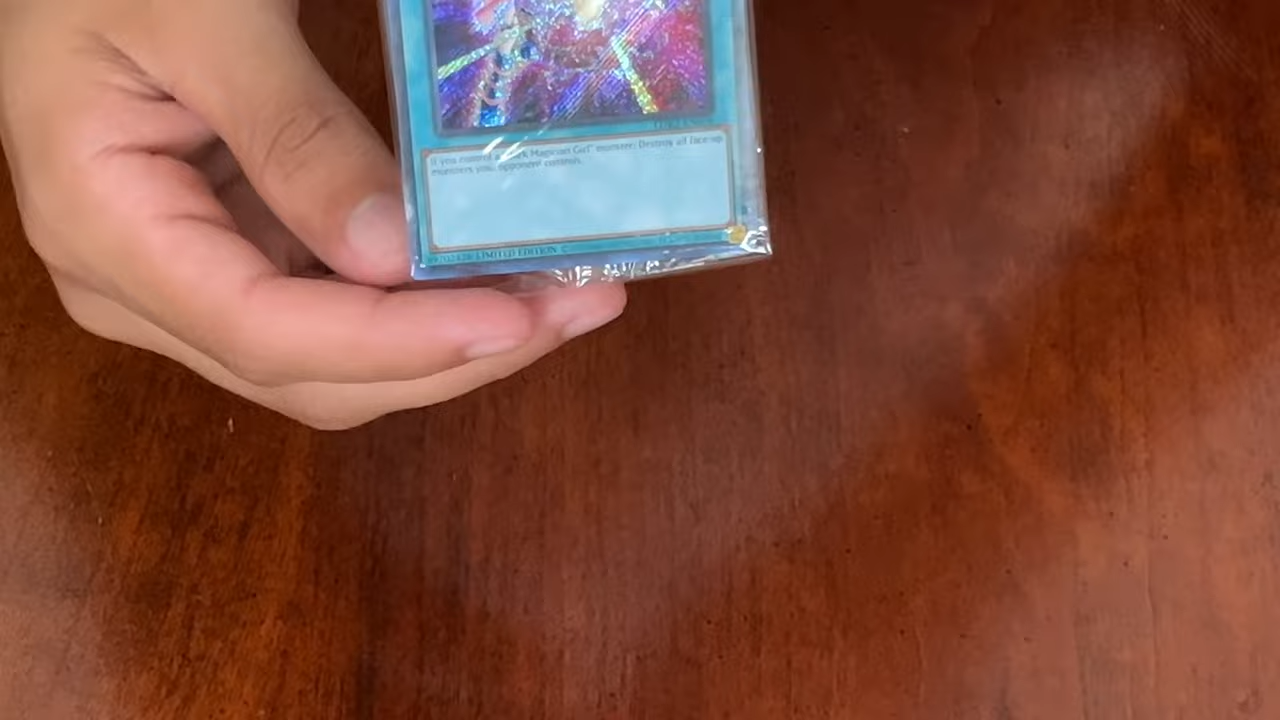 If you control a "Dark Magician Girl" monster: Destroy all face-up
monsters your opponent controls.
LIMITED EDITION